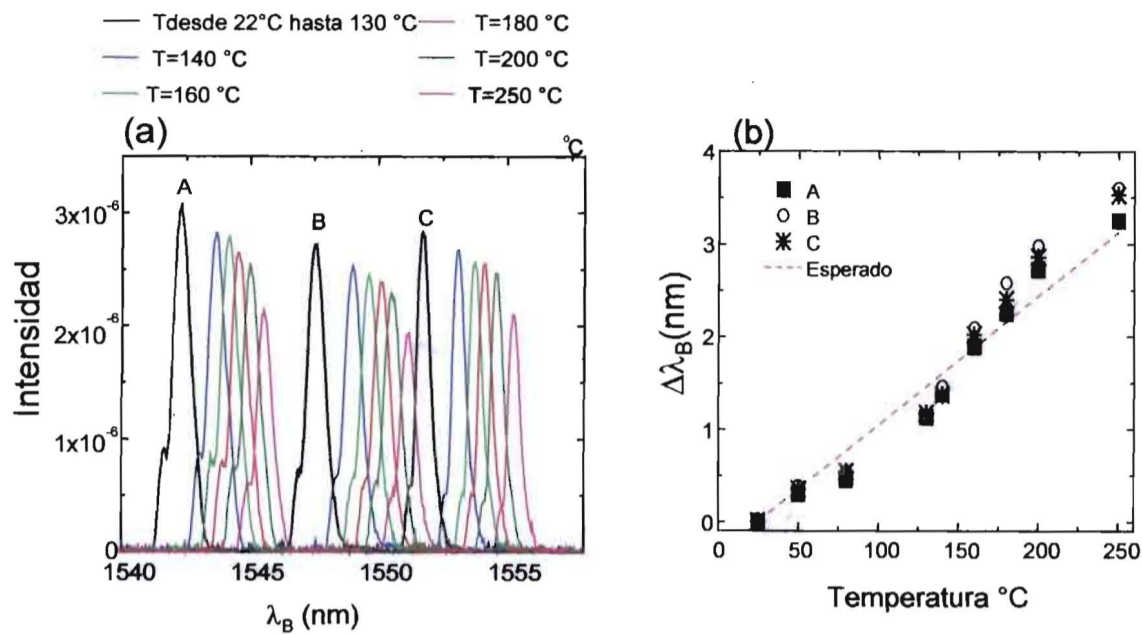 Tdesde 22°C hasta 130 °C
T=180 °C
T=140 °C
T=200 °C
T=160 °C
T=250 °C
(a)
°C
(b)
A
B
C
3x10⁻⁶
2x10⁻⁶
1x10⁻⁶
0
Intensidad
1540
1545
1550
1555
λB (nm)
4
3
2
1
0
ΔλB(nm)
A
B
C
Esperado
0
50
100
150
200
250
Temperatura °C